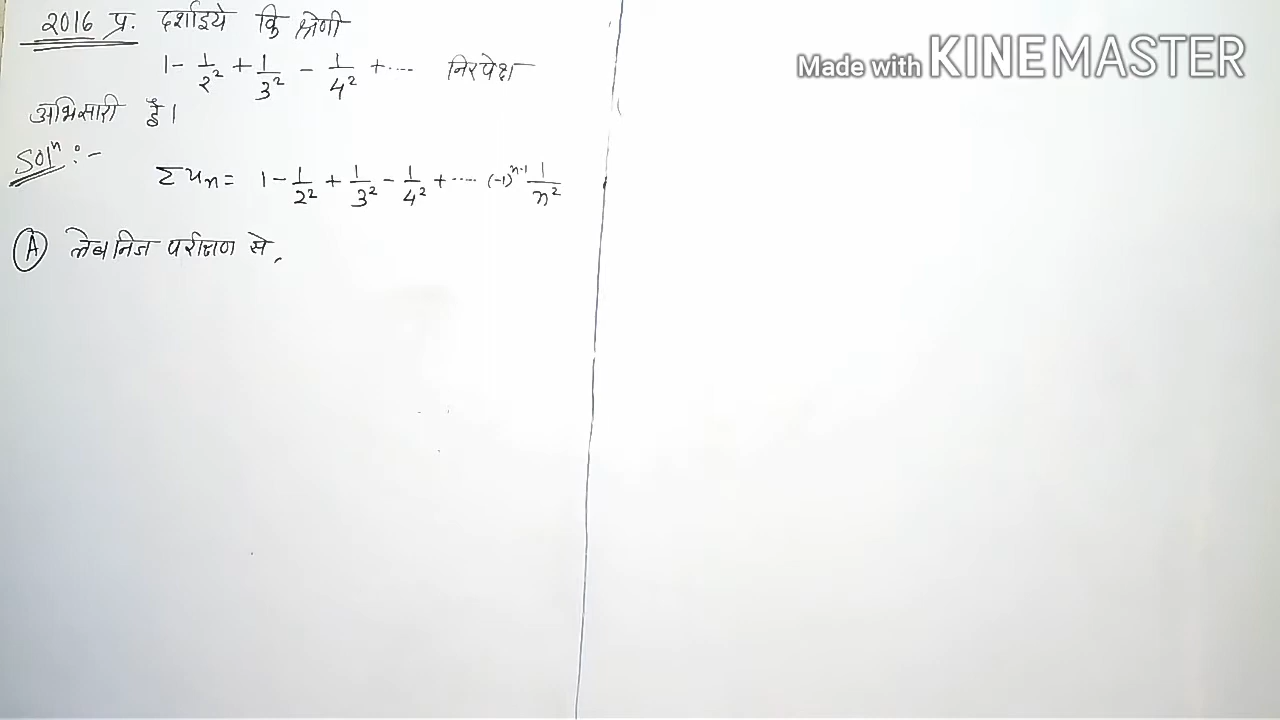 2016 प्र. दर्शाइये कि श्रेणी
1 - 1/2² + 1/3² - 1/4² + .... निरपेक्ष
अभिसारी है।
Solⁿ :-
Σuₙ = 1 - 1/2² + 1/3² - 1/4² + ..... (-1)ⁿ⁻¹ 1/n²
(A) लेबनिज परीक्षण से,
Made with KINEMASTER